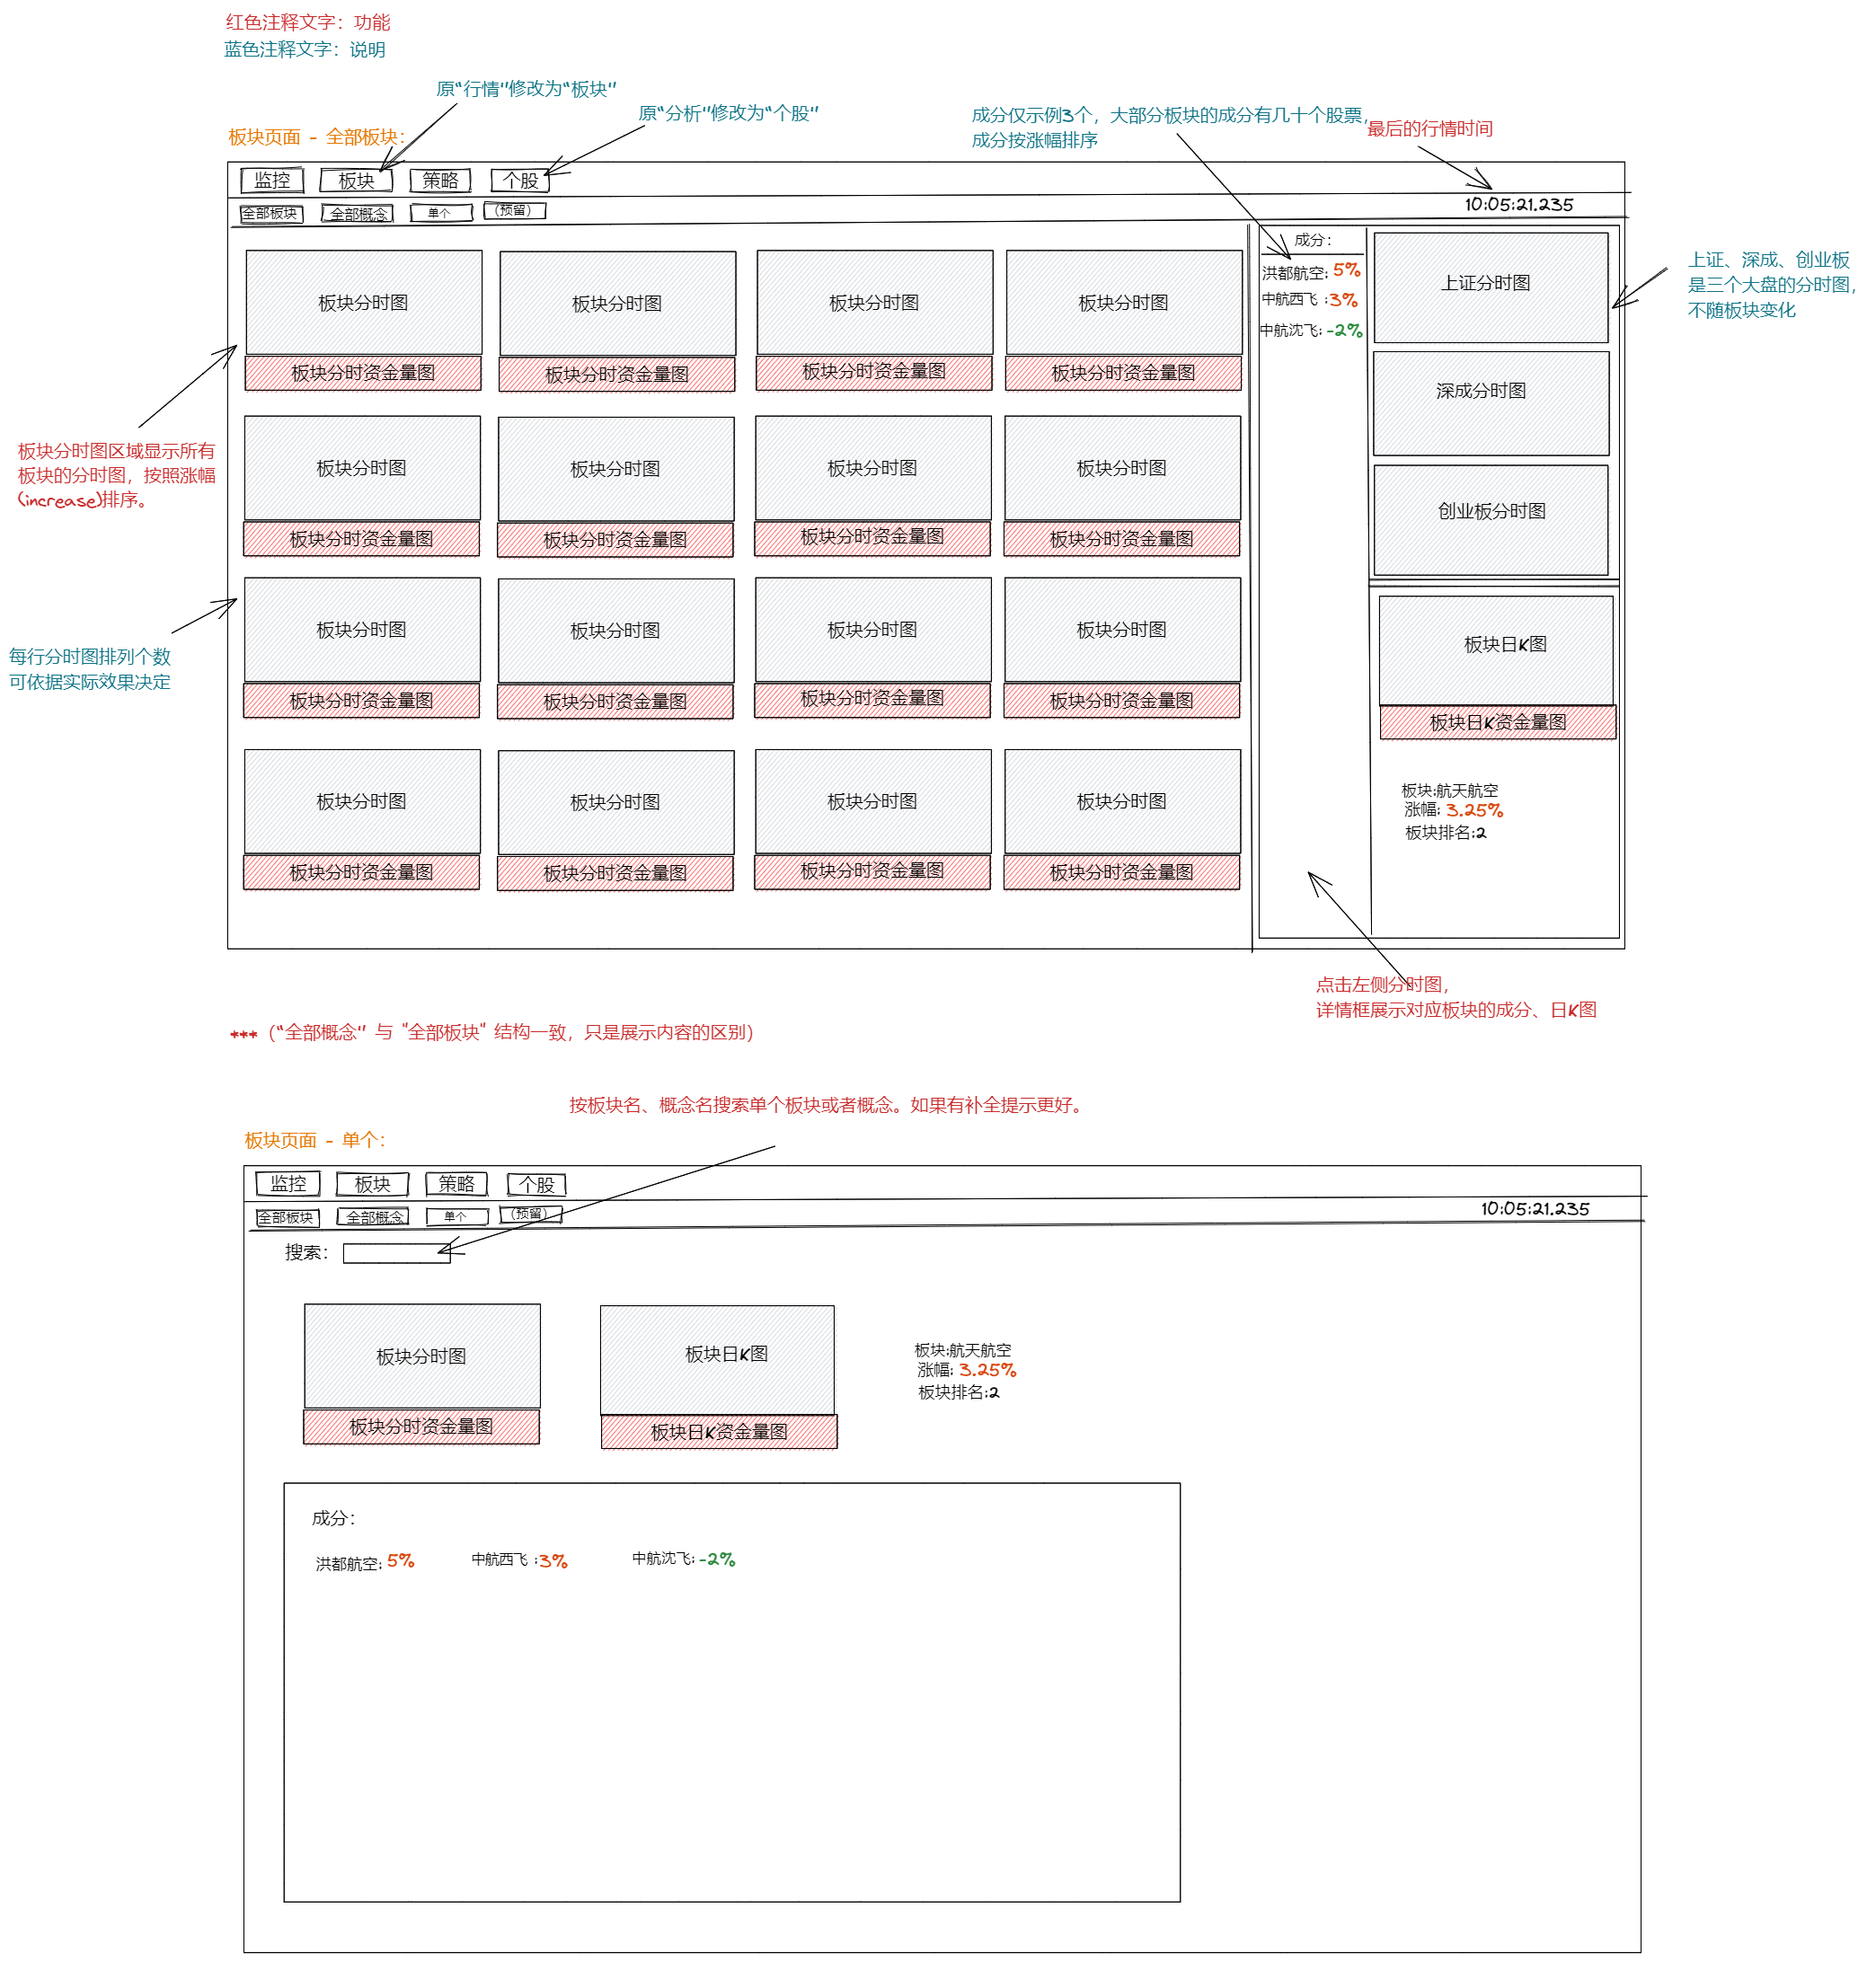 红色注释文字：功能
蓝色注释文字：说明
原“行情”修改为“板块”
原“分析”修改为“个股”
成分仅示例3个，大部分板块的成分有几十个股票，
成分按涨幅排序
最后的行情时间
板块页面 - 全部板块：
监控
板块
策略
个股
全部板块
全部概念
单个
（预留）
10:05:21.235
板块分时图
板块分时图
板块分时图
板块分时图
板块分时资金量图
板块分时资金量图
板块分时资金量图
板块分时资金量图
板块分时图
板块分时图
板块分时图
板块分时图
板块分时资金量图
板块分时资金量图
板块分时资金量图
板块分时资金量图
板块分时图
板块分时图
板块分时图
板块分时图
板块分时资金量图
板块分时资金量图
板块分时资金量图
板块分时资金量图
板块分时图
板块分时图
板块分时图
板块分时图
板块分时资金量图
板块分时资金量图
板块分时资金量图
板块分时资金量图
板块分时图区域显示所有
板块的分时图，按照涨幅
(increase)排序。
每行分时图排列个数
可依据实际效果决定
成分：
洪都航空: 5%
中航西飞 :3%
中航沈飞: -2%
上证分时图
深成分时图
创业板分时图
上证、深成、创业板
是三个大盘的分时图，
不随板块变化
板块日K图
板块日K资金量图
板块:航天航空
涨幅: 3.25%
板块排名:2
点击左侧分时图，
详情框展示对应板块的成分、日K图
***（“全部概念” 与 “全部板块” 结构一致，只是展示内容的区别）
按板块名、概念名搜索单个板块或者概念。如果有补全提示更好。
板块页面 - 单个：
监控
板块
策略
个股
全部板块
全部概念
单个
（预留）
10:05:21.235
搜索：
板块分时图
板块分时资金量图
板块日K图
板块日K资金量图
板块:航天航空
涨幅: 3.25%
板块排名:2
成分：
洪都航空: 5%
中航西飞 :3%
中航沈飞: -2%